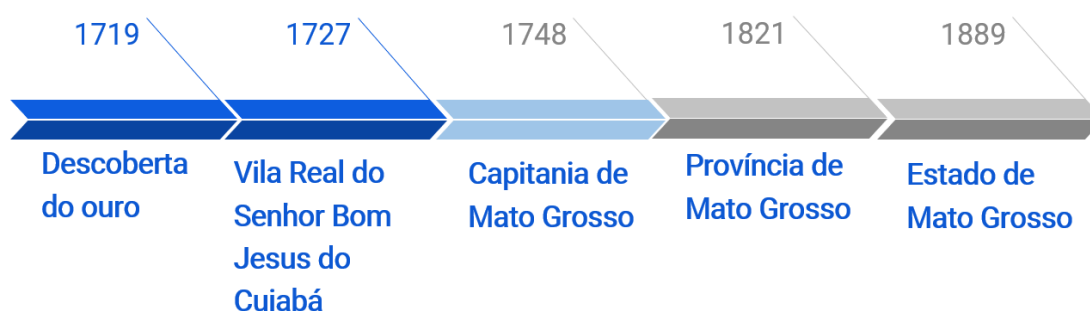 1719
1727
1748
1821
1889
Descoberta
do ouro
Vila Real do
Senhor Bom
Jesus do
Cuiabá
Capitania de
Mato Grosso
Província de
Mato Grosso
Estado de
Mato Grosso